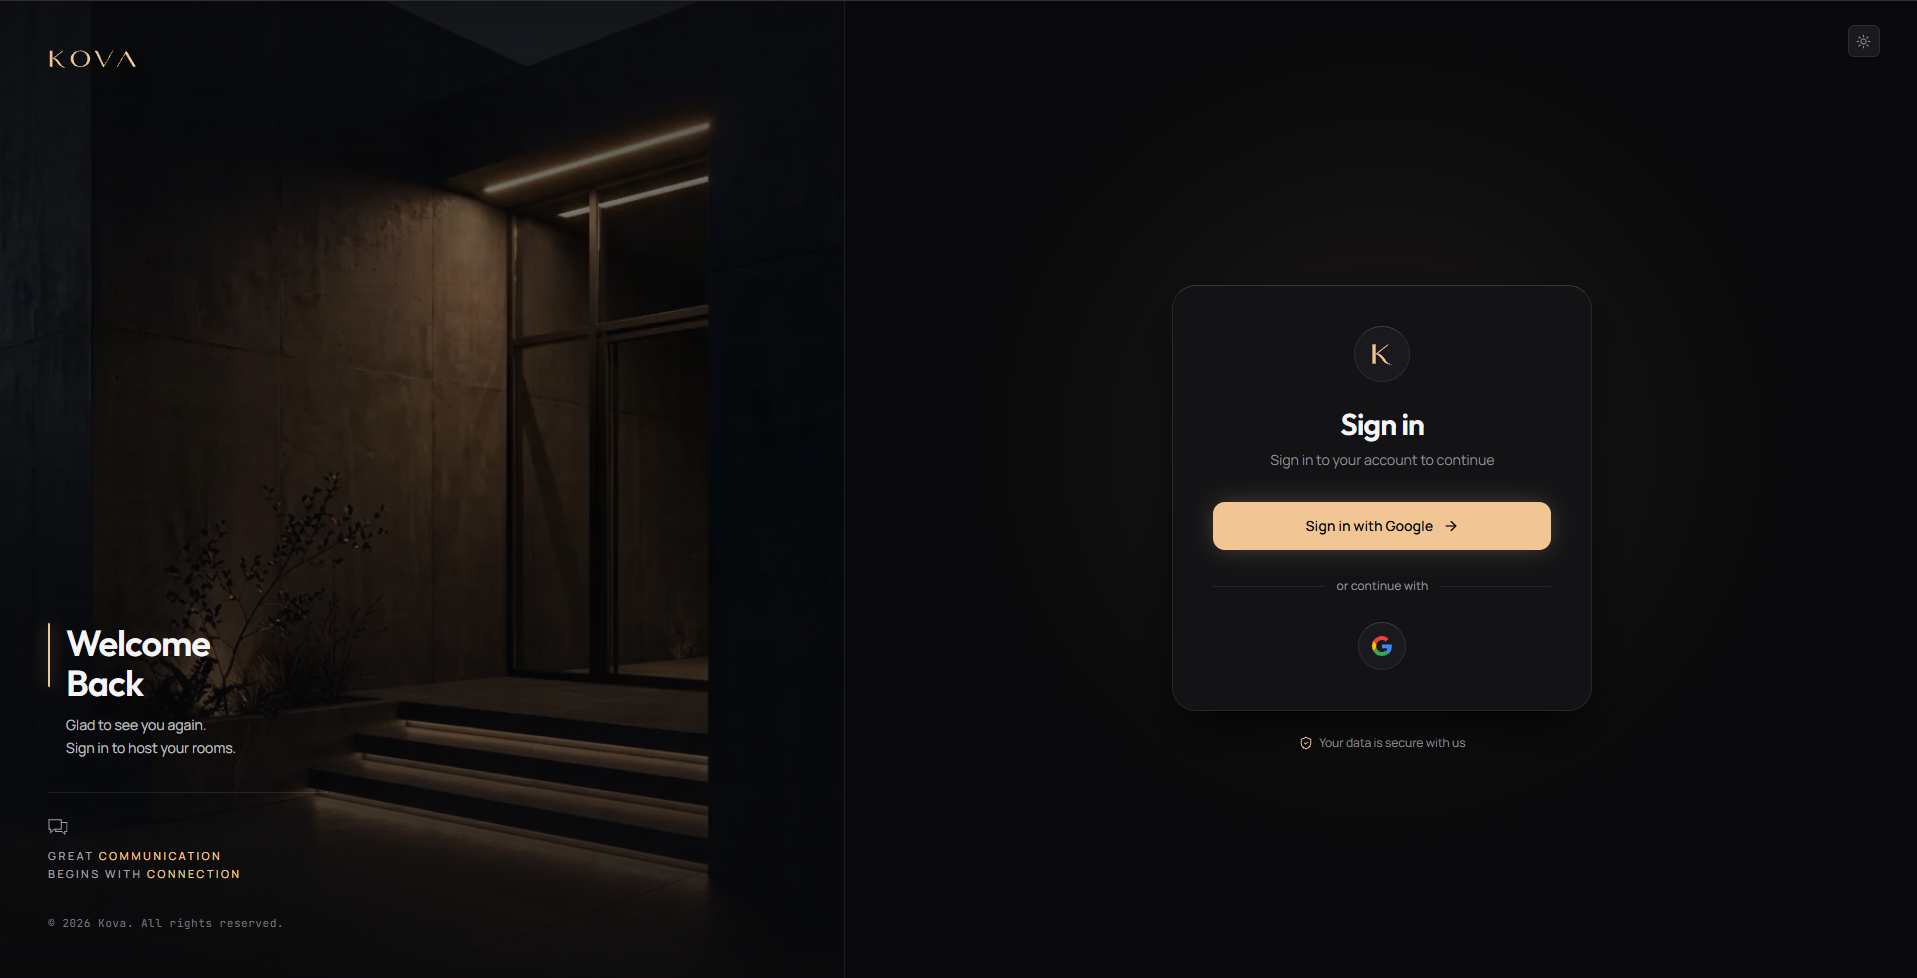 KOVA
Welcome
Back
Glad to see you again.
Sign in to host your rooms.
GREAT COMMUNICATION
BEGINS WITH CONNECTION
© 2026 Kova. All rights reserved.
K
Sign in
Sign in to your account to continue
Sign in with Google →
or continue with
G
Your data is secure with us